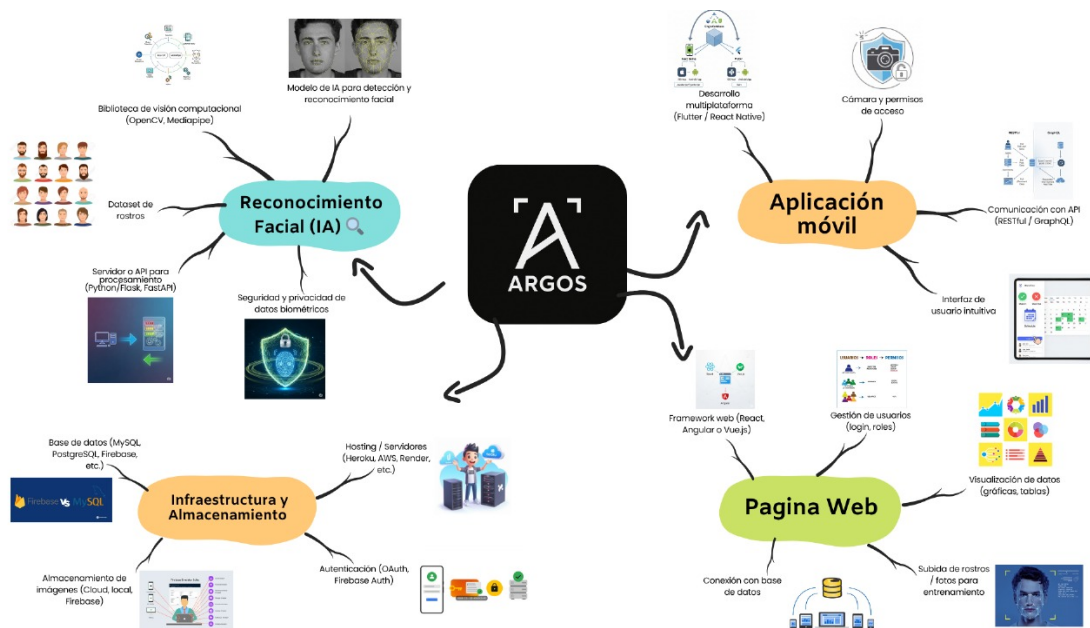 Biblioteca de visión computacional
(OpenCV, Mediapipe)
Modelo de IA para detección y
reconocimiento facial
Dataset de
rostros
Reconocimiento
Facial (IA)
Servidor o API para
procesamiento
(Python/Flask, FastAPI)
Seguridad y privacidad de
datos biométricos
A
ARGOS
Desarrollo
multiplataforma
(Flutter / React Native)
Cámara y permisos
de acceso
Aplicación
móvil
Comunicación con API
(RESTful / GraphQL)
Interfaz de
usuario intuitiva
Base de datos (MySQL,
PostgreSQL, Firebase,
etc.)
Firebase VS MySQL
Hosting / Servidores
(Heroku, AWS, Render,
etc.)
Infraestructura y
Almacenamiento
Almacenamiento de
imágenes (Cloud, local,
Firebase)
Autenticación (OAuth,
Firebase Auth)
Framework web (React,
Angular o Vue.js)
USUARIOS ROLES PERMISOS
Gestión de usuarios
(login, roles)
Visualización de datos
(gráficas, tablas)
Pagina Web
Conexión con base
de datos
Subida de rostros
/ fotos para
entrenamiento